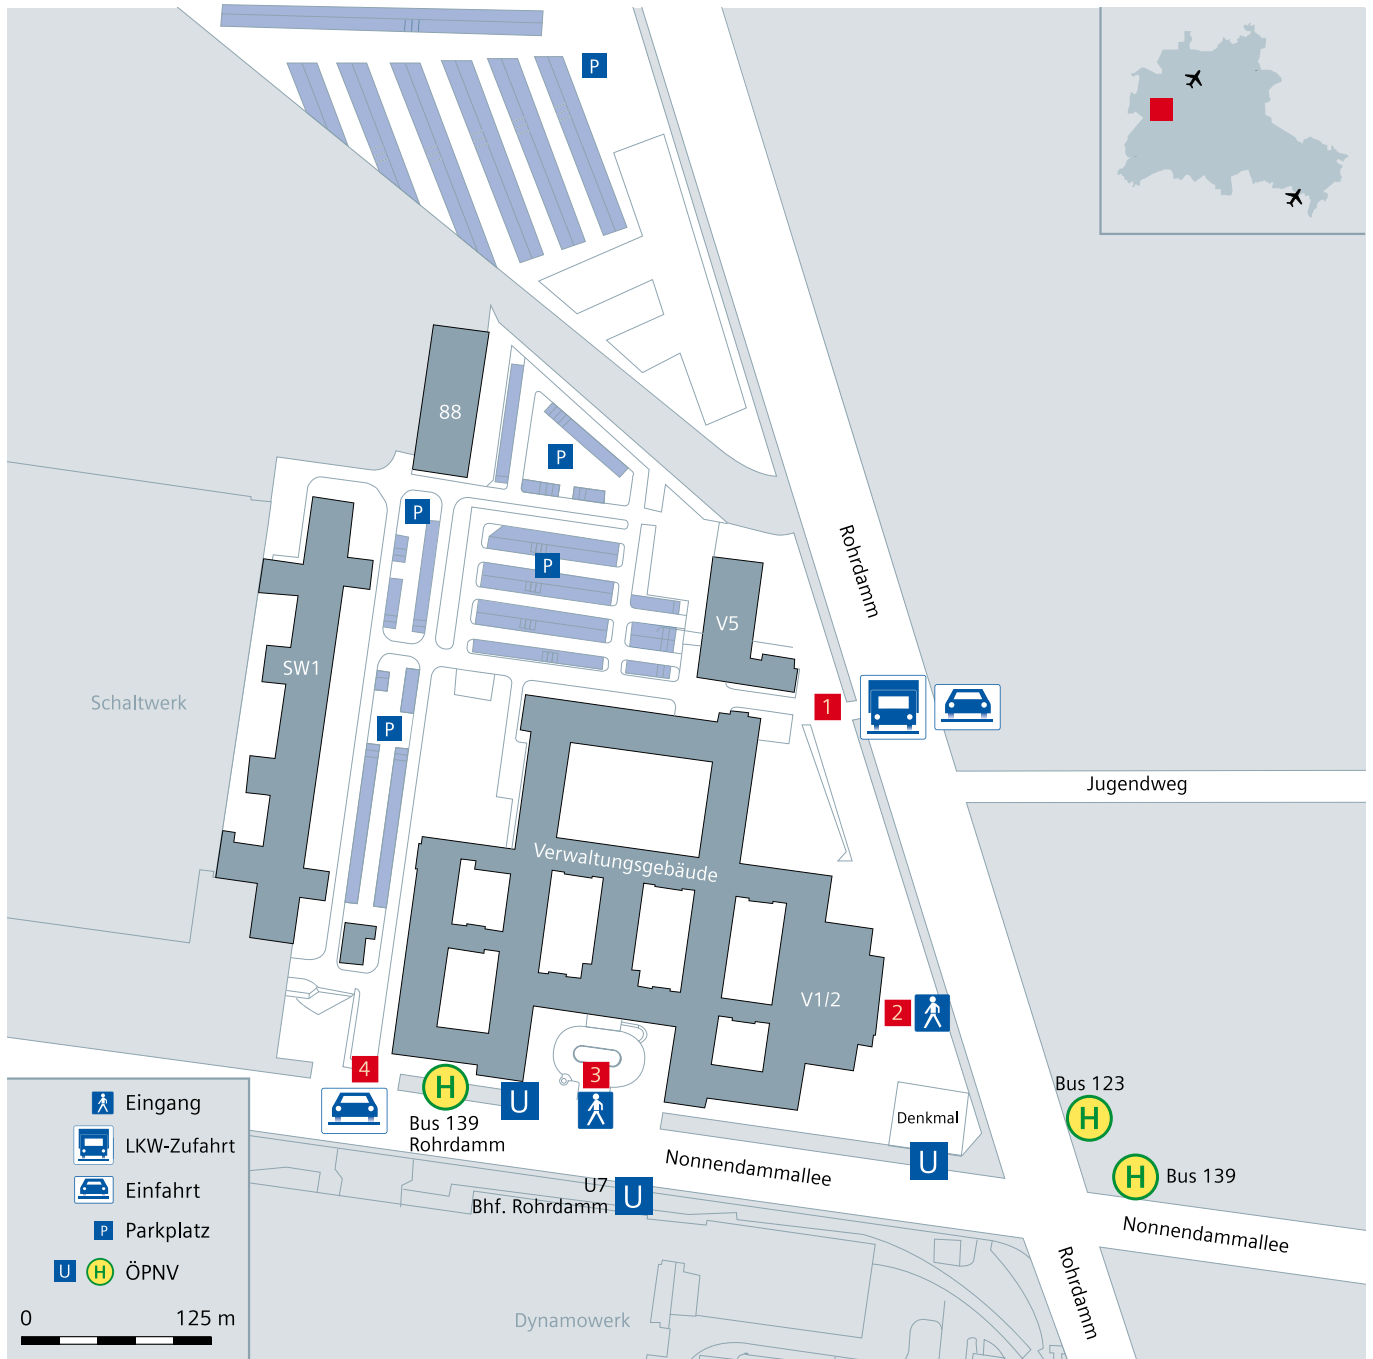 P
88
P
P
Rohrdamm
P
V5
SW1
Schaltwerk
1
P
Jugendweg
Verwaltungsgebäude
V1/2
2
4
3
H
U
Bus 139
Rohrdamm
Bus 123
H
Denkmal
U
Nonnendammallee
H
Bus 139
U7
Bhf. Rohrdamm
U
Nonnendammallee
Rohrdamm
Dynamowerk
Eingang
LKW-Zufahrt
Einfahrt
P Parkplatz
U H ÖPNV
0 125 m